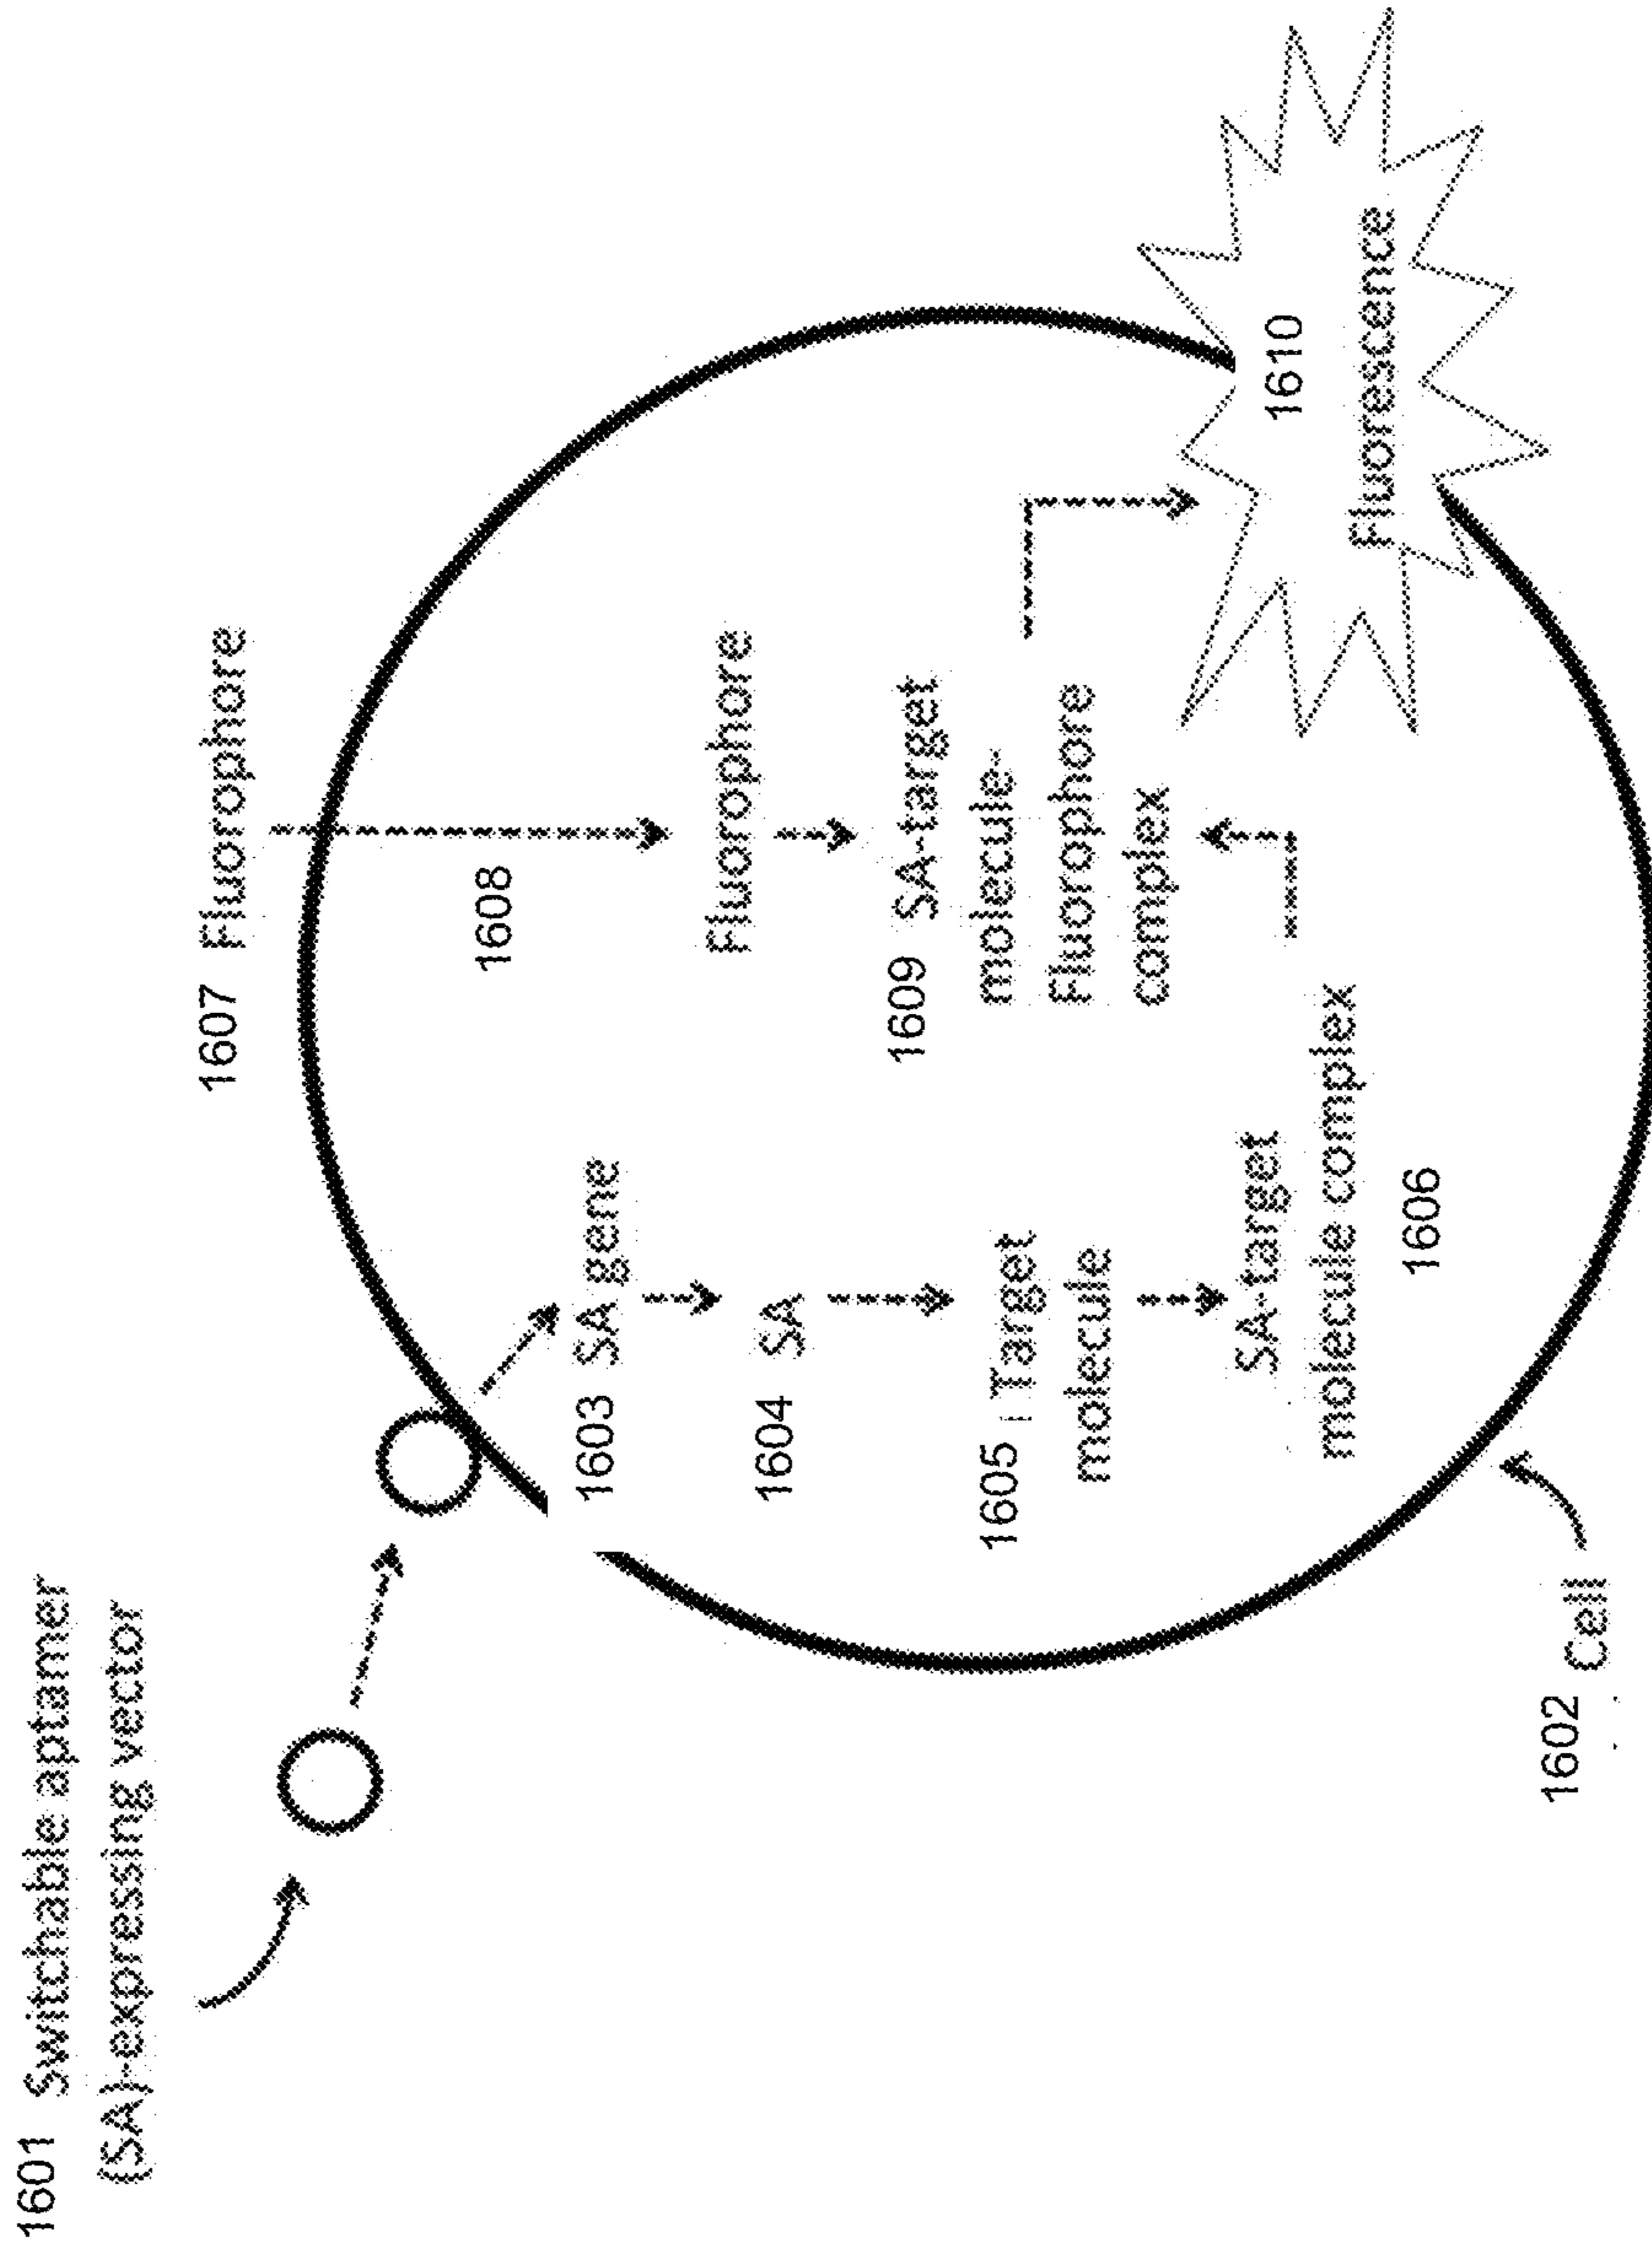 1601 Switchable aptamer
(SA)-expressing vector
1607 Fluorophore
1608
1603 SA gene
Fluorophore
1604 SA
1609 SA-target
molecule-
Fluorophore
complex
1605 Target
molecule
SA-target
molecule complex
1606
1610
Fluorescence
1602 Cell